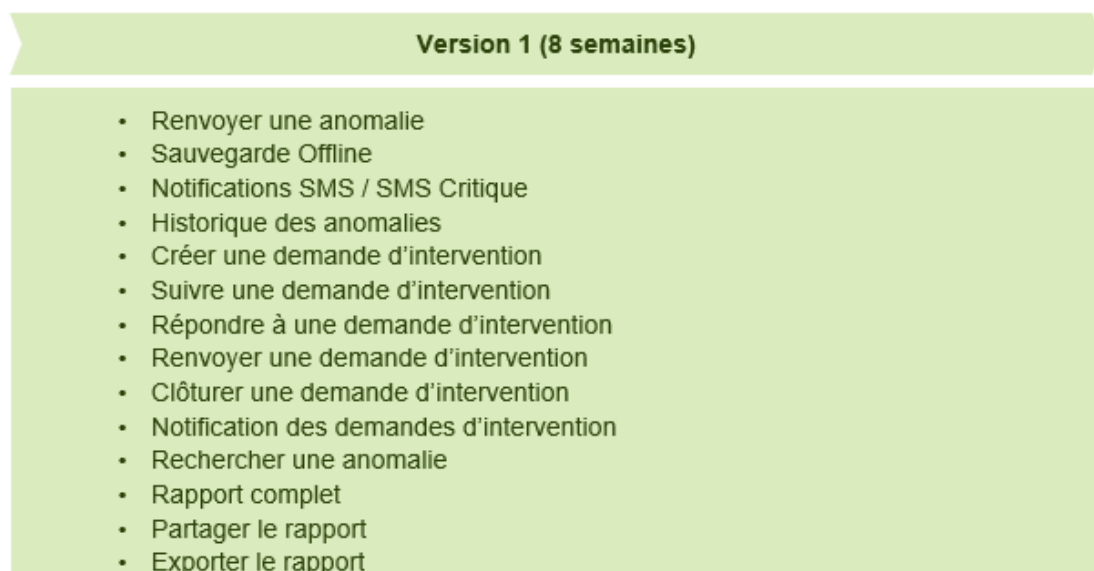 Version 1 (8 semaines)
• Renvoyer une anomalie
• Sauvegarde Offline
• Notifications SMS / SMS Critique
• Historique des anomalies
• Créer une demande d’intervention
• Suivre une demande d’intervention
• Répondre à une demande d’intervention
• Renvoyer une demande d’intervention
• Clôturer une demande d’intervention
• Notification des demandes d’intervention
• Rechercher une anomalie
• Rapport complet
• Partager le rapport
• Exporter le rapport